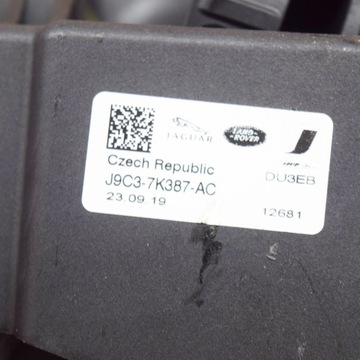 JAGUAR
LAND-
ROVER
Czech Republic
DU3EB
J9C3-7K387-AC
23.09.19
12681